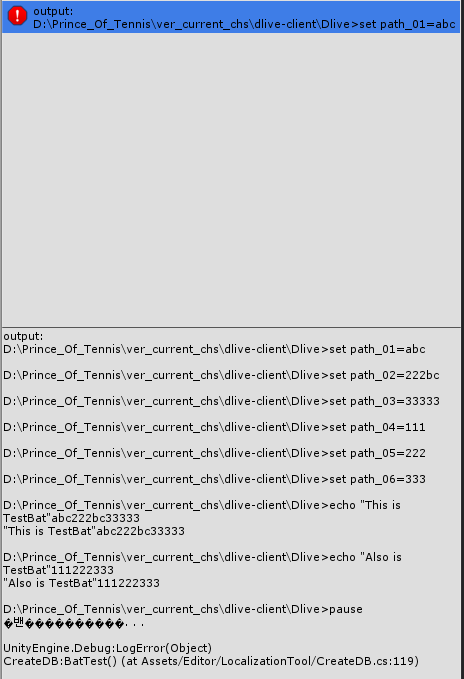 output:
D:\Prince_Of_Tennis\ver_current_chs\dlive-client\Dlive>set path_01=abc
output:
D:\Prince_Of_Tennis\ver_current_chs\dlive-client\Dlive>set path_01=abc
D:\Prince_Of_Tennis\ver_current_chs\dlive-client\Dlive>set path_02=222bc
D:\Prince_Of_Tennis\ver_current_chs\dlive-client\Dlive>set path_03=33333
D:\Prince_Of_Tennis\ver_current_chs\dlive-client\Dlive>set path_04=111
D:\Prince_Of_Tennis\ver_current_chs\dlive-client\Dlive>set path_05=222
D:\Prince_Of_Tennis\ver_current_chs\dlive-client\Dlive>set path_06=333
D:\Prince_Of_Tennis\ver_current_chs\dlive-client\Dlive>echo "This is
TestBat"abc222bc33333
"This is TestBat"abc222bc33333
D:\Prince_Of_Tennis\ver_current_chs\dlive-client\Dlive>echo "Also is
TestBat"111222333
"Also is TestBat"111222333
D:\Prince_Of_Tennis\ver_current_chs\dlive-client\Dlive>pause
�밴������������. . .
UnityEngine.Debug:LogError(Object)
CreateDB:BatTest() (at Assets/Editor/LocalizationTool/CreateDB.cs:119)